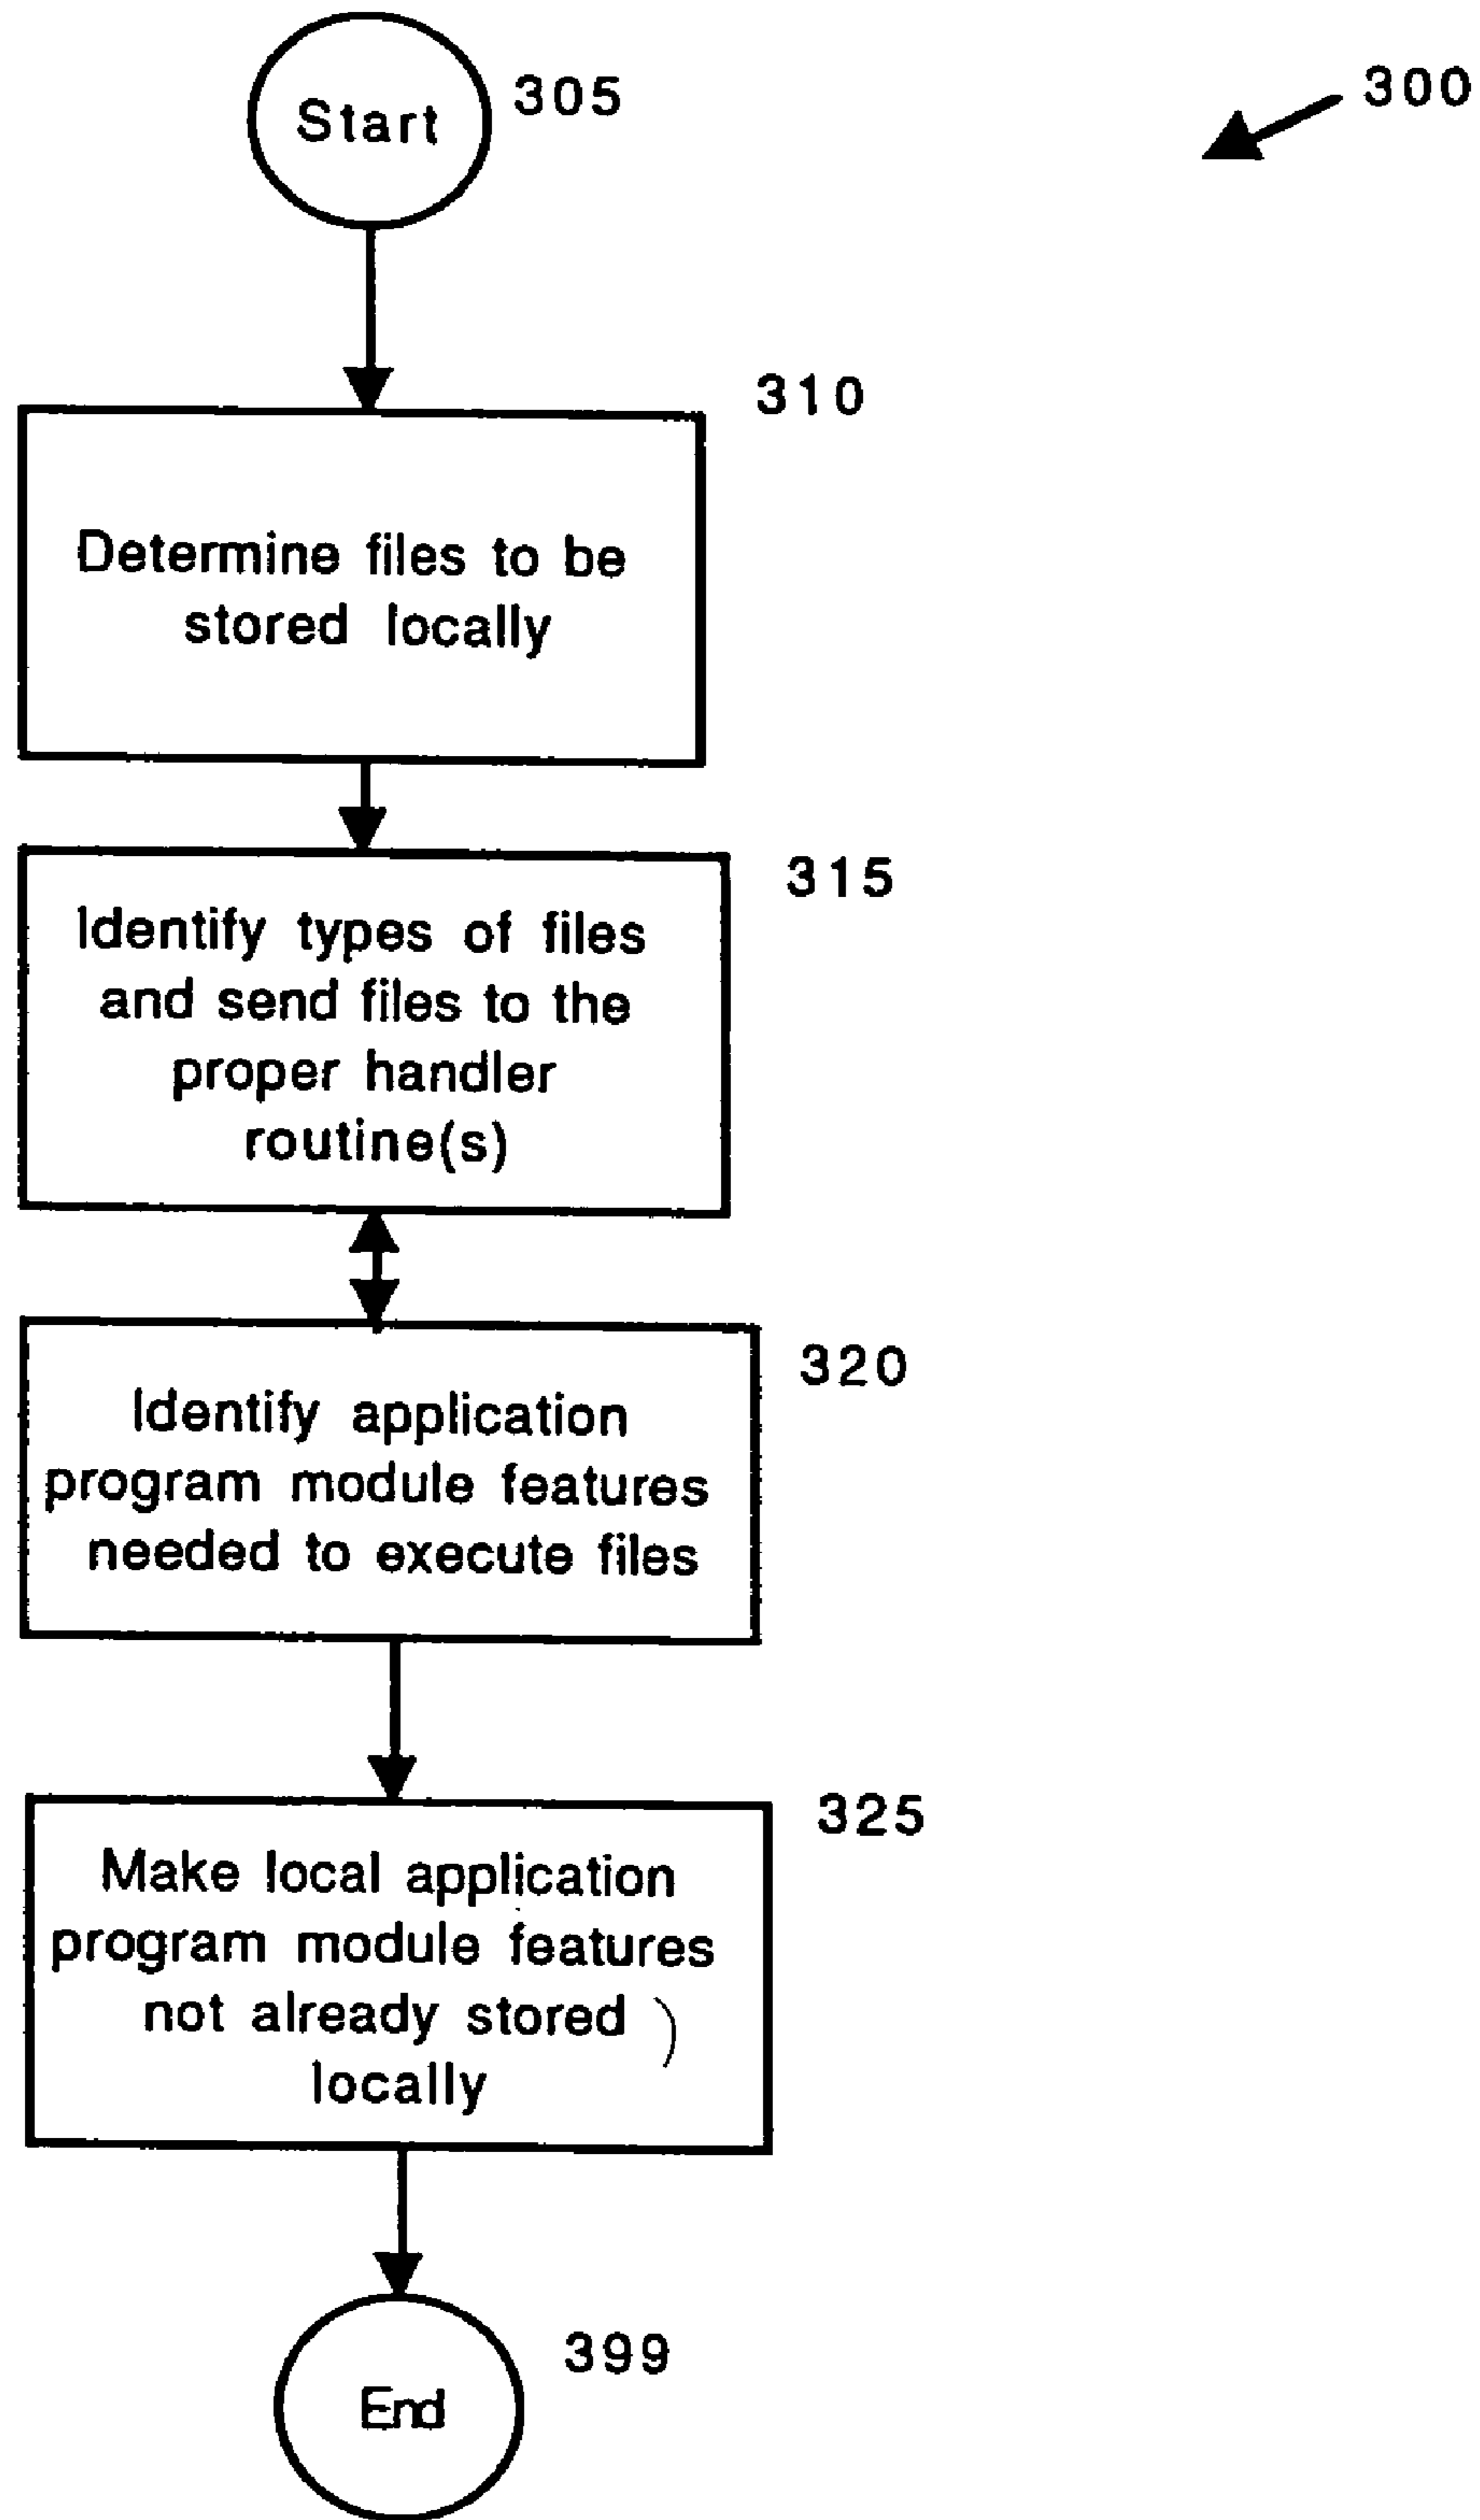 Start
305
300
310
Determine files to be
stored locally
315
Identify types of files
and send files to the
proper handler
routine(s)
320
Identify application
program module features
needed to execute files
325
Make local application
program module features
not already stored )
locally
399
End